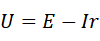 U = E − Ir